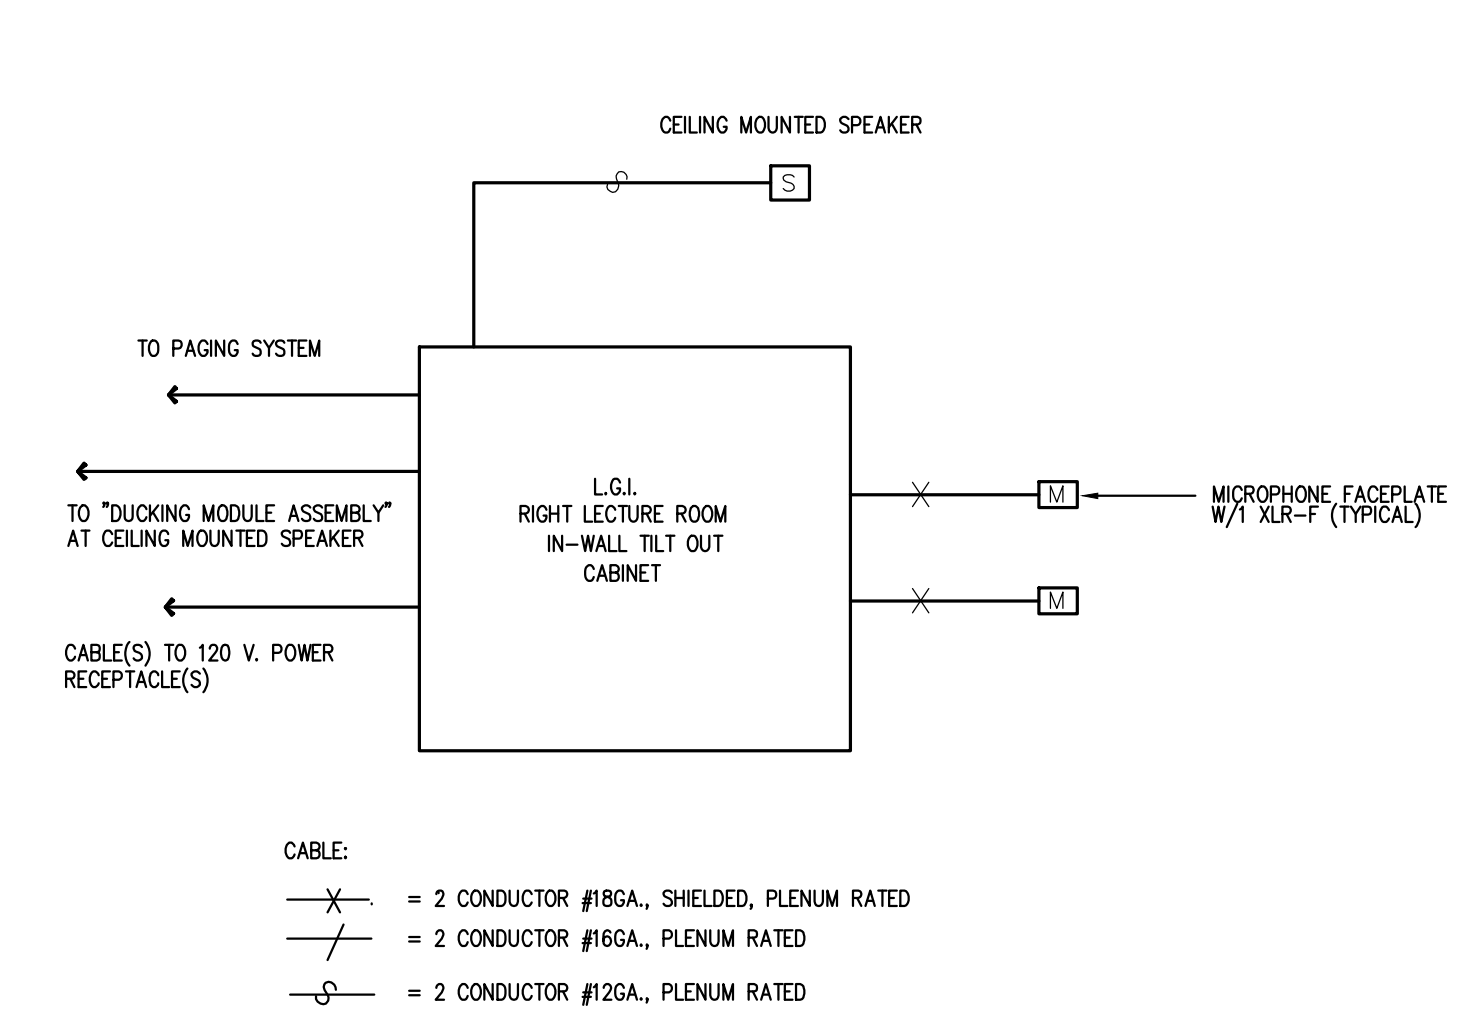 CEILING MOUNTED SPEAKER
S
TO PAGING SYSTEM
TO "DUCKING MODULE ASSEMBLY"
AT CEILING MOUNTED SPEAKER
CABLE(S) TO 120 V. POWER
RECEPTACLE(S)
L.G.I.
RIGHT LECTURE ROOM
IN-WALL TILT OUT
CABINET
M
MICROPHONE FACEPLATE
W/1 XLR-F (TYPICAL)
M
CABLE:
= 2 CONDUCTOR #18GA., SHIELDED, PLENUM RATED
= 2 CONDUCTOR #16GA., PLENUM RATED
= 2 CONDUCTOR #12GA., PLENUM RATED